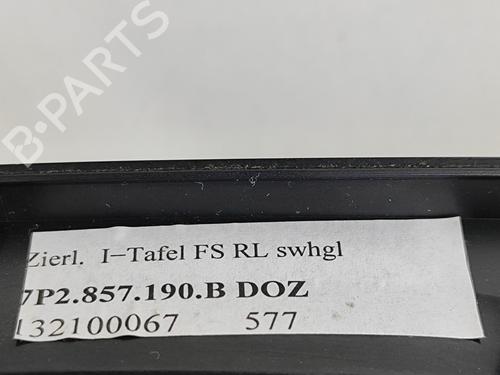 B-PARTS
Zierl. I-Tafel FS RL swhgl
7P2.857.190.B DOZ
132100067 577